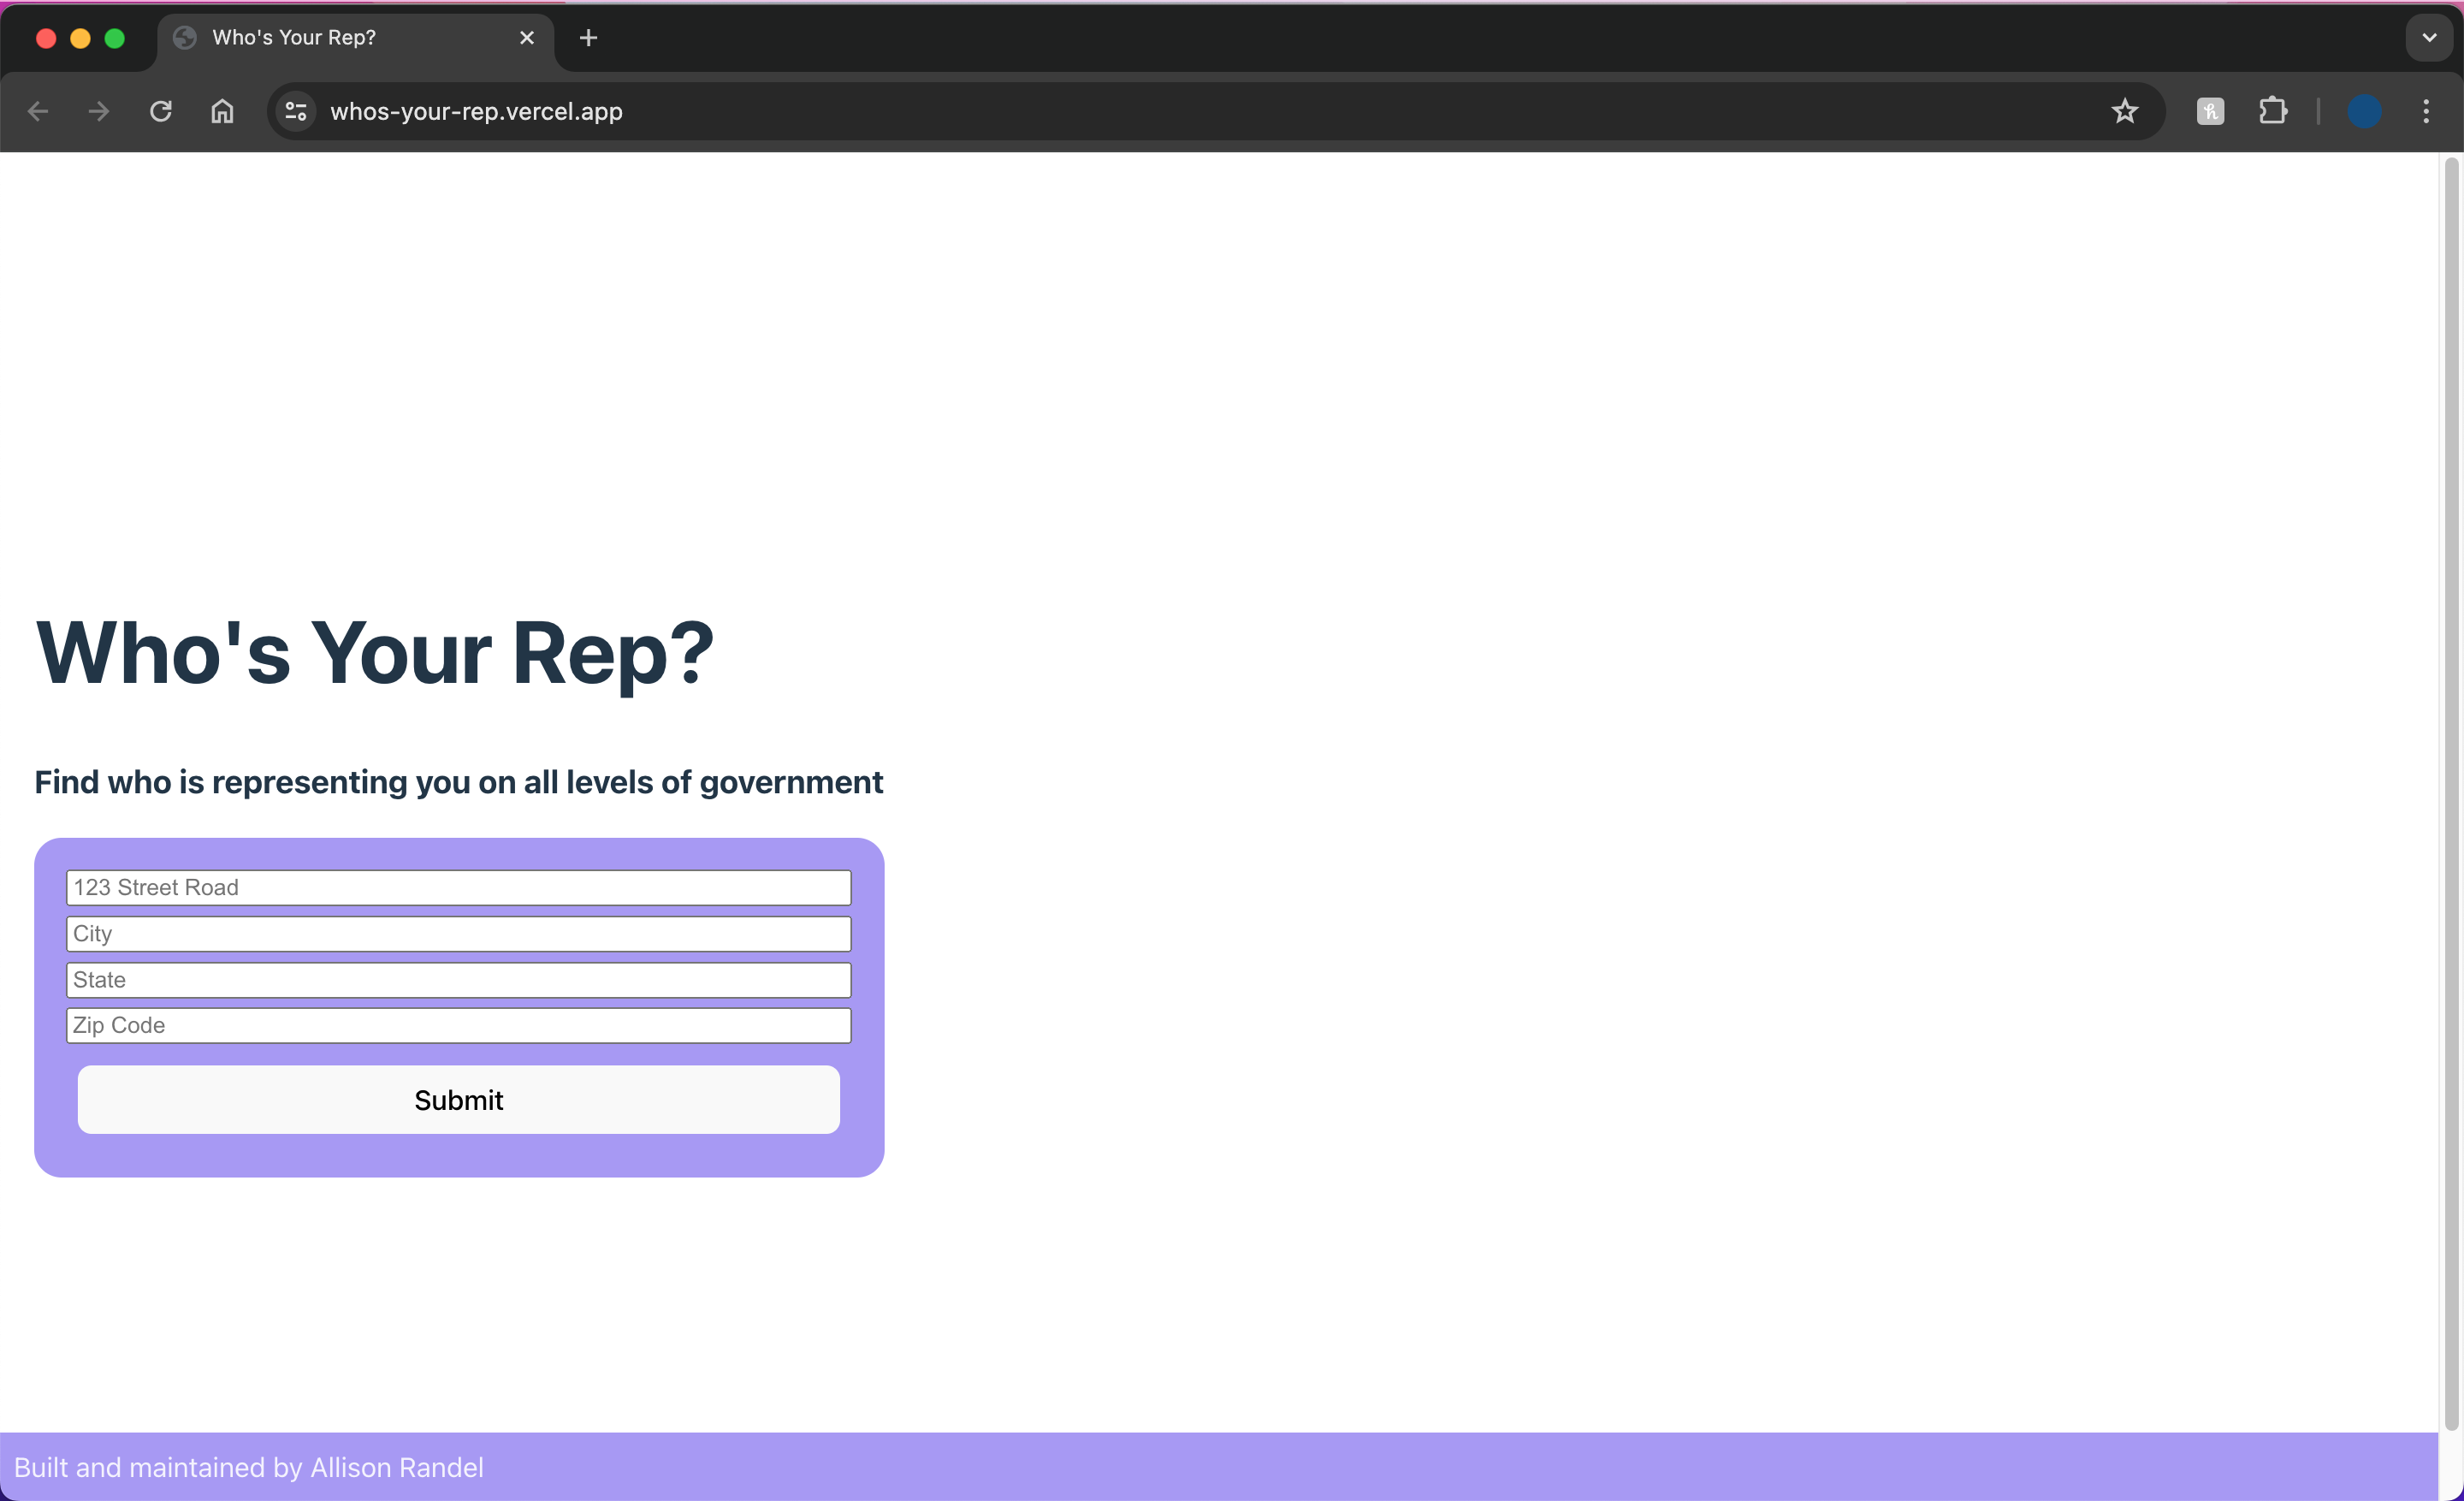 Who's Your Rep?
whos-your-rep.vercel.app
Who's Your Rep?
Find who is representing you on all levels of government
123 Street Road
City
State
Zip Code
Submit
Built and maintained by Allison Randel